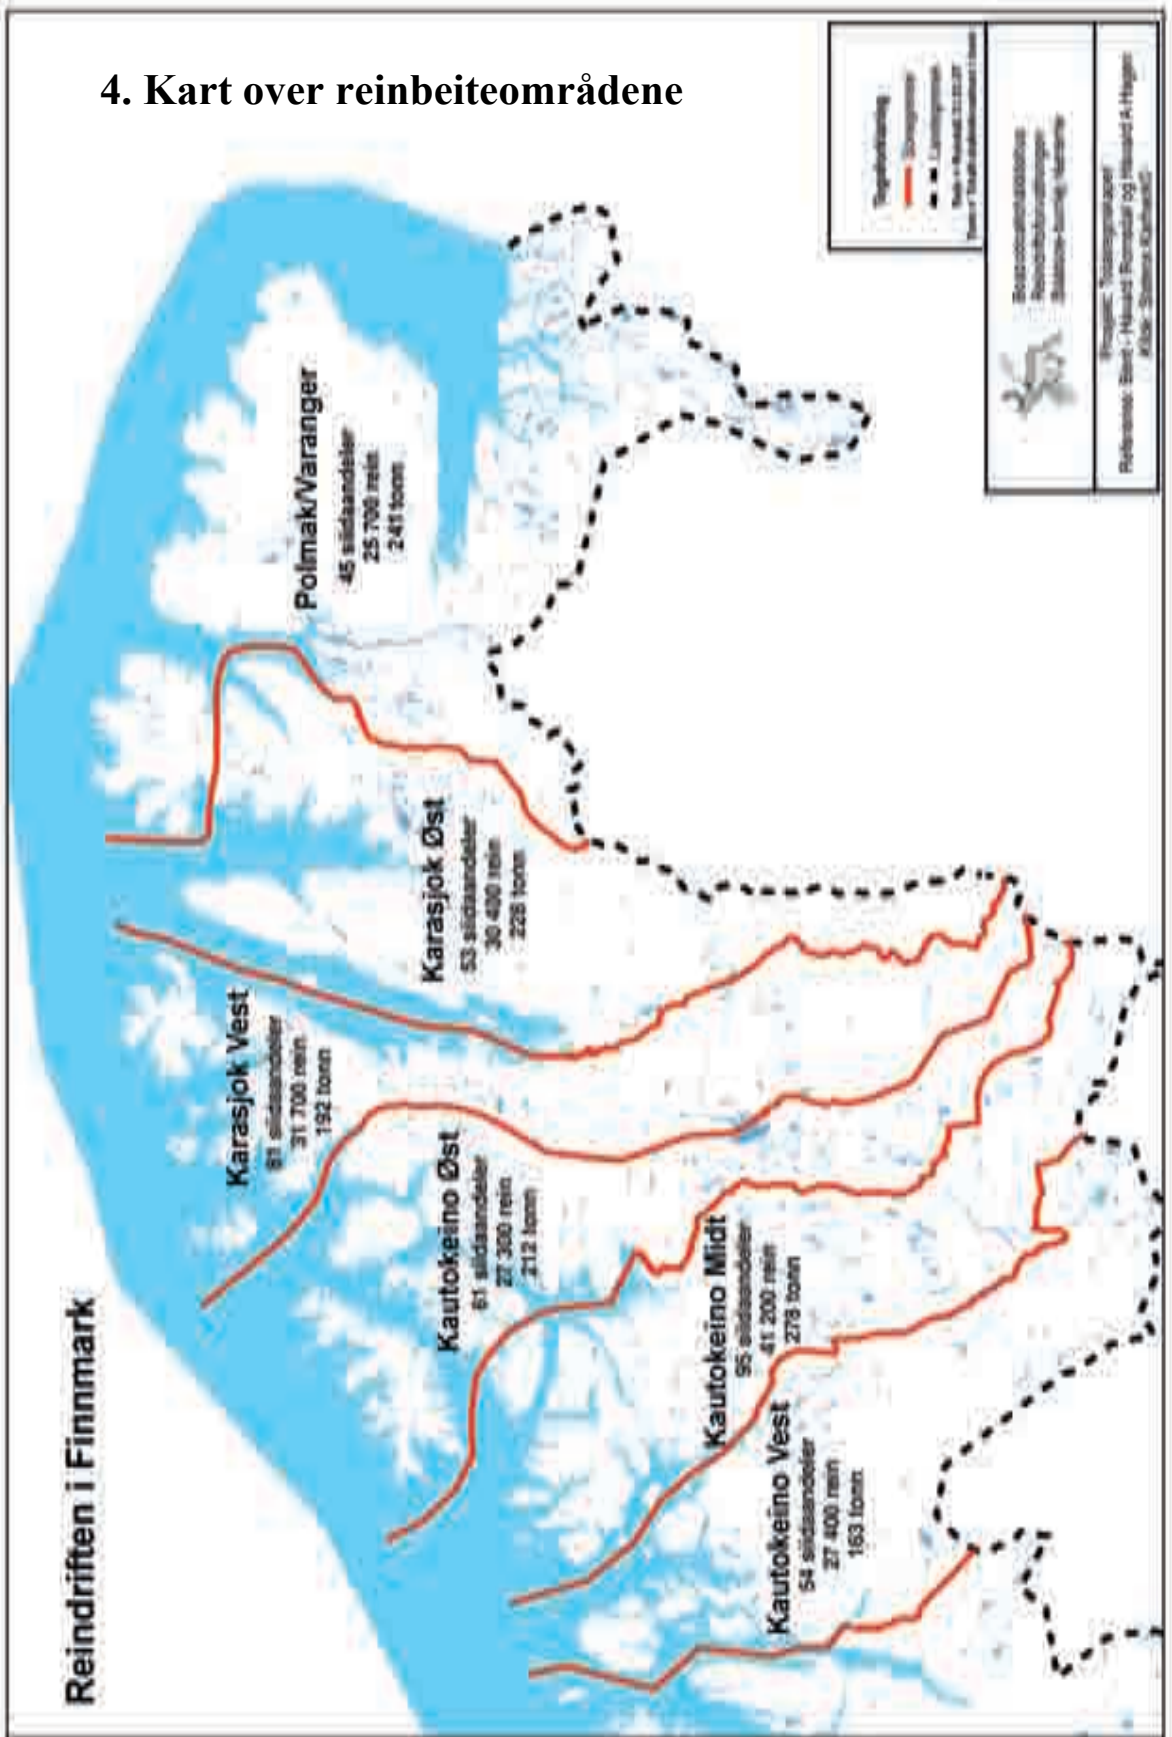 4. Kart over reinbeiteområdene
Reindriften i Finnmark
Polmak/Varanger
45 siidaandeler
25 700 rein
241 tonn
Karasjok Øst
53 siidaandeler
30 400 rein
228 tonn
Karasjok Vest
siidaandeler
31 700 rein
192 tonn
Kautokeino Øst
siidaandeler
27 300 rein
212 tonn
Kautokeino Midt
95 siidaandeler
41 200 rein
278 tonn
Kautokeino Vest
54 siidaandeler
27 400 rein
163 tonn
Tegnforklaring
Landegrense
Reindriftsforvaltningen